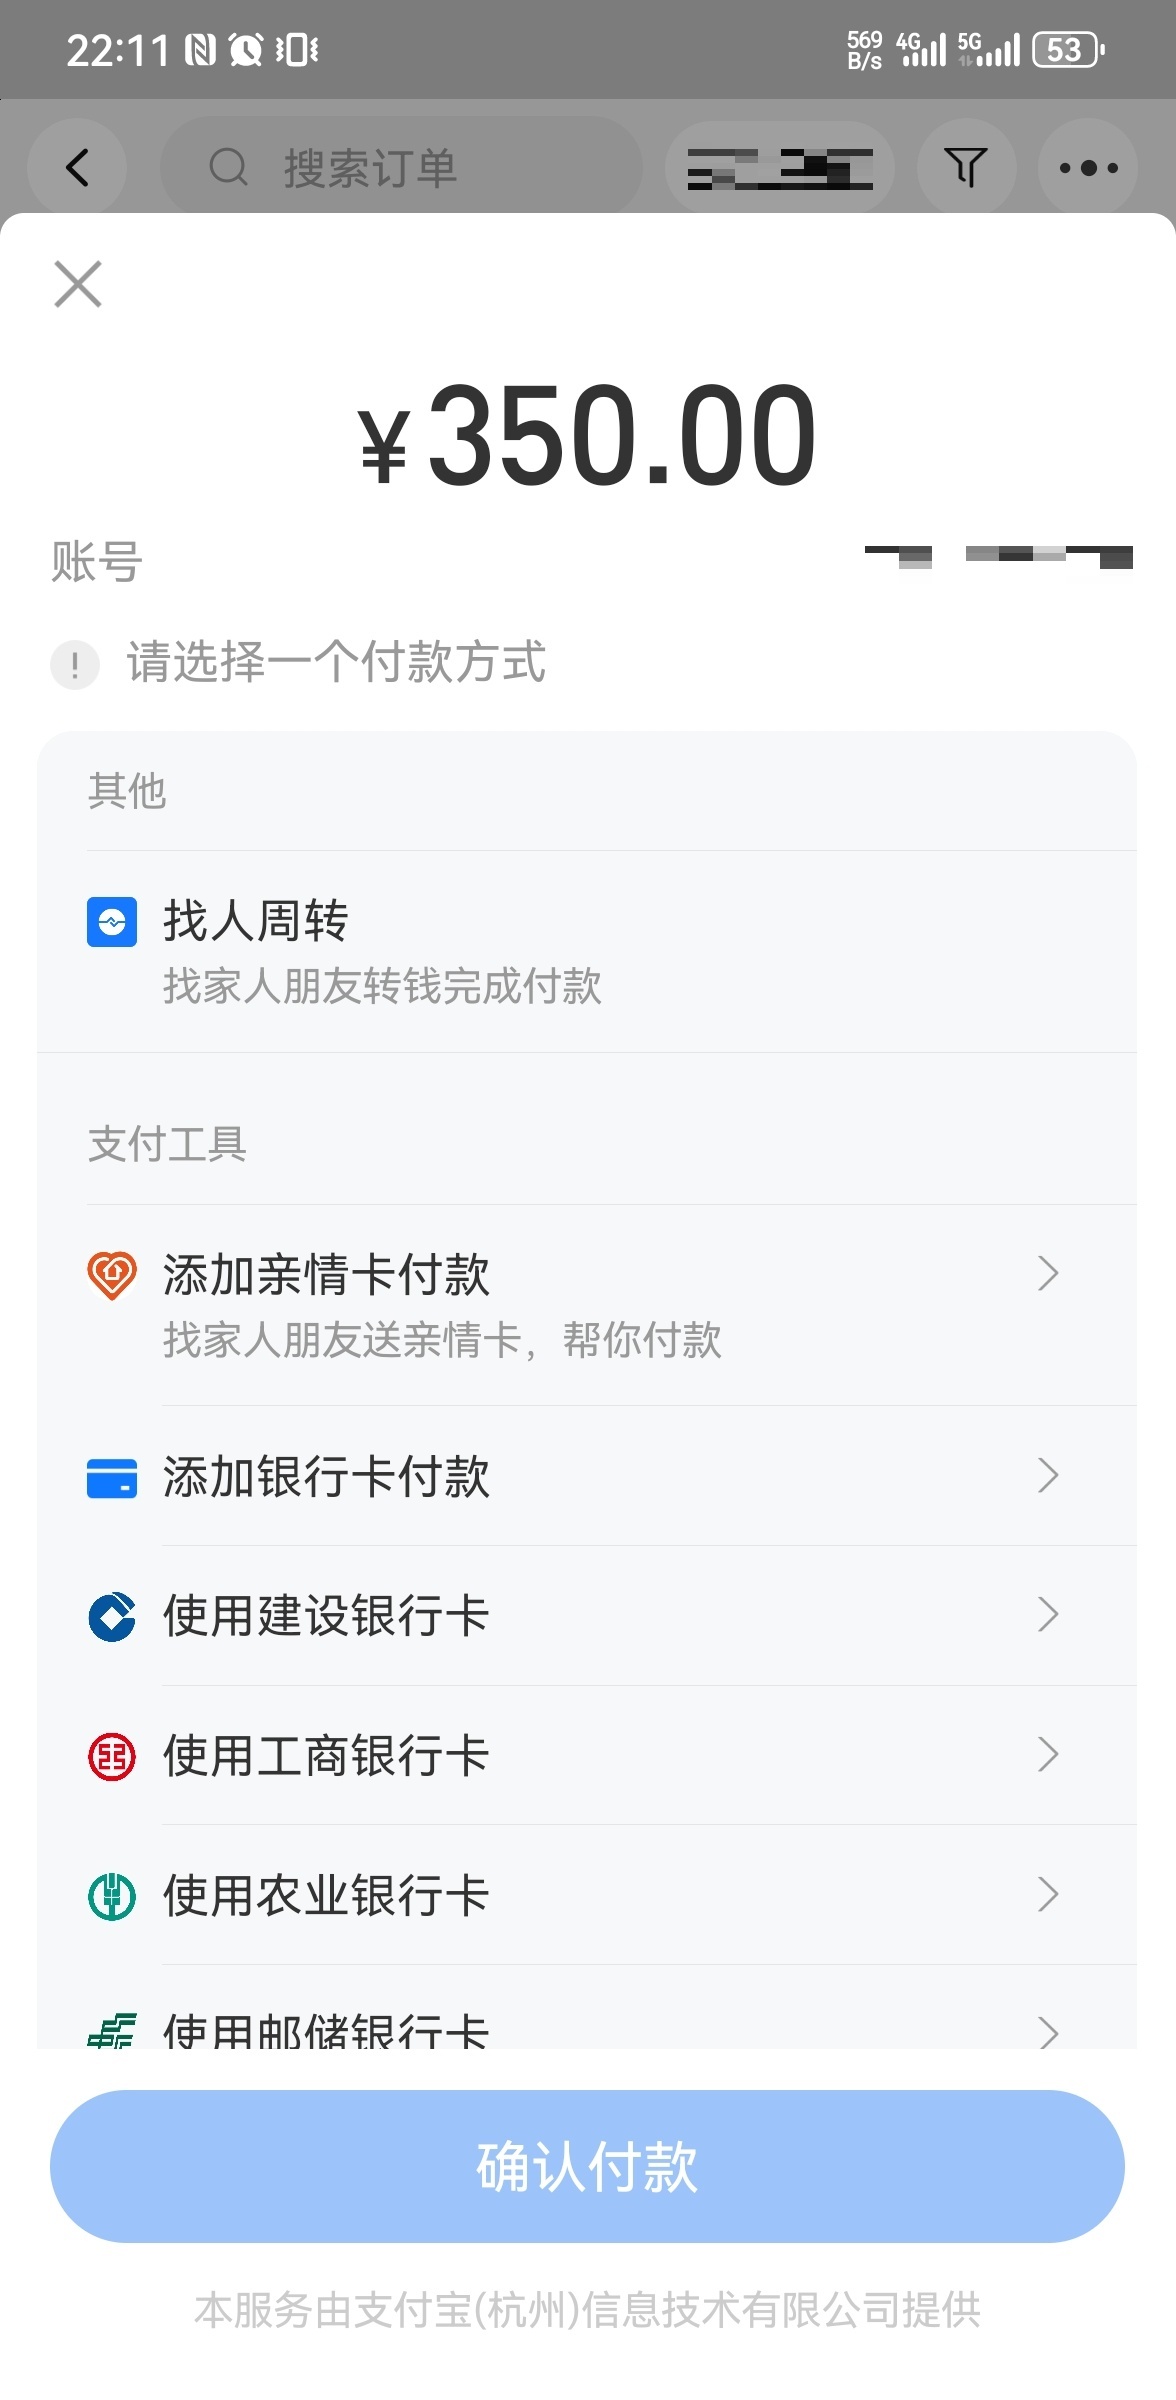 22:11
569
B/s
4G
5G
53
搜索订单
¥350.00
账号
请选择一个付款方式
其他
找人周转
找家人朋友转钱完成付款
支付工具
添加亲情卡付款
找家人朋友送亲情卡，帮你付款
添加银行卡付款
使用建设银行卡
使用工商银行卡
使用农业银行卡
使用邮储银行卡
确认付款
本服务由支付宝(杭州)信息技术有限公司提供